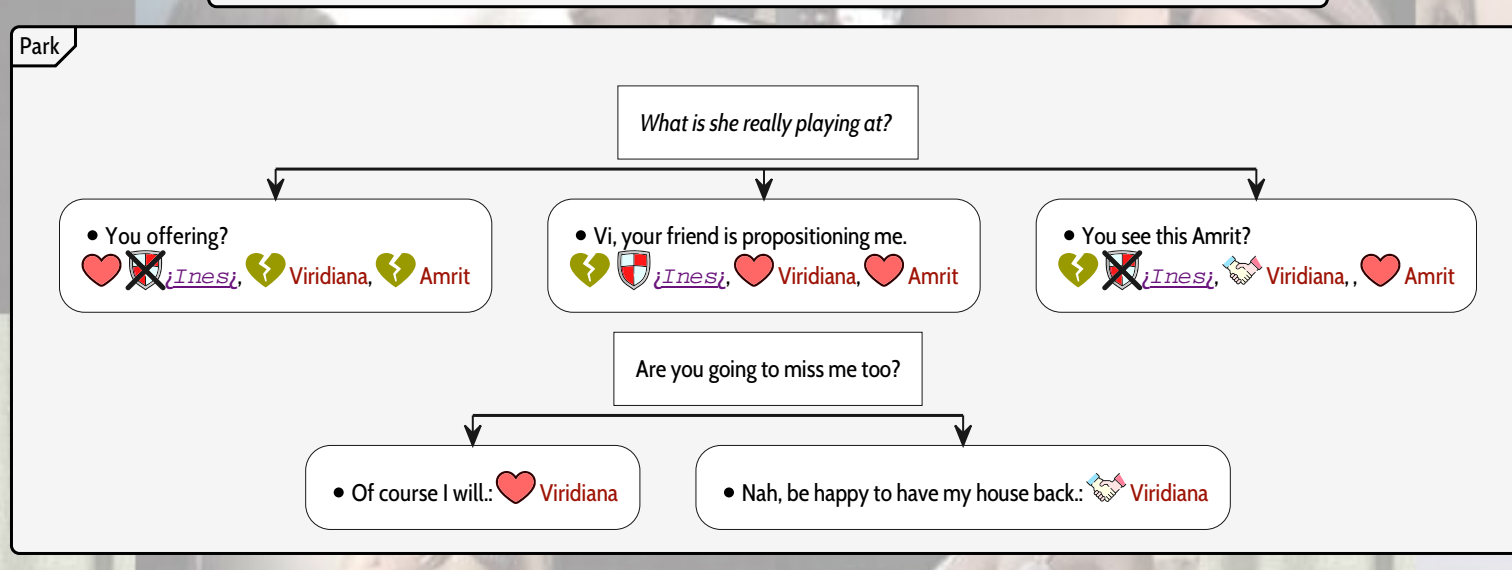 Park
What is she really playing at?
• You offering?
¿Ines¿, Viridiana, Amrit
• Vi, your friend is propositioning me.
¿Ines¿, Viridiana, Amrit
• You see this Amrit?
¿Ines¿, Viridiana, , Amrit
Are you going to miss me too?
• Of course I will.: Viridiana
• Nah, be happy to have my house back.: Viridiana